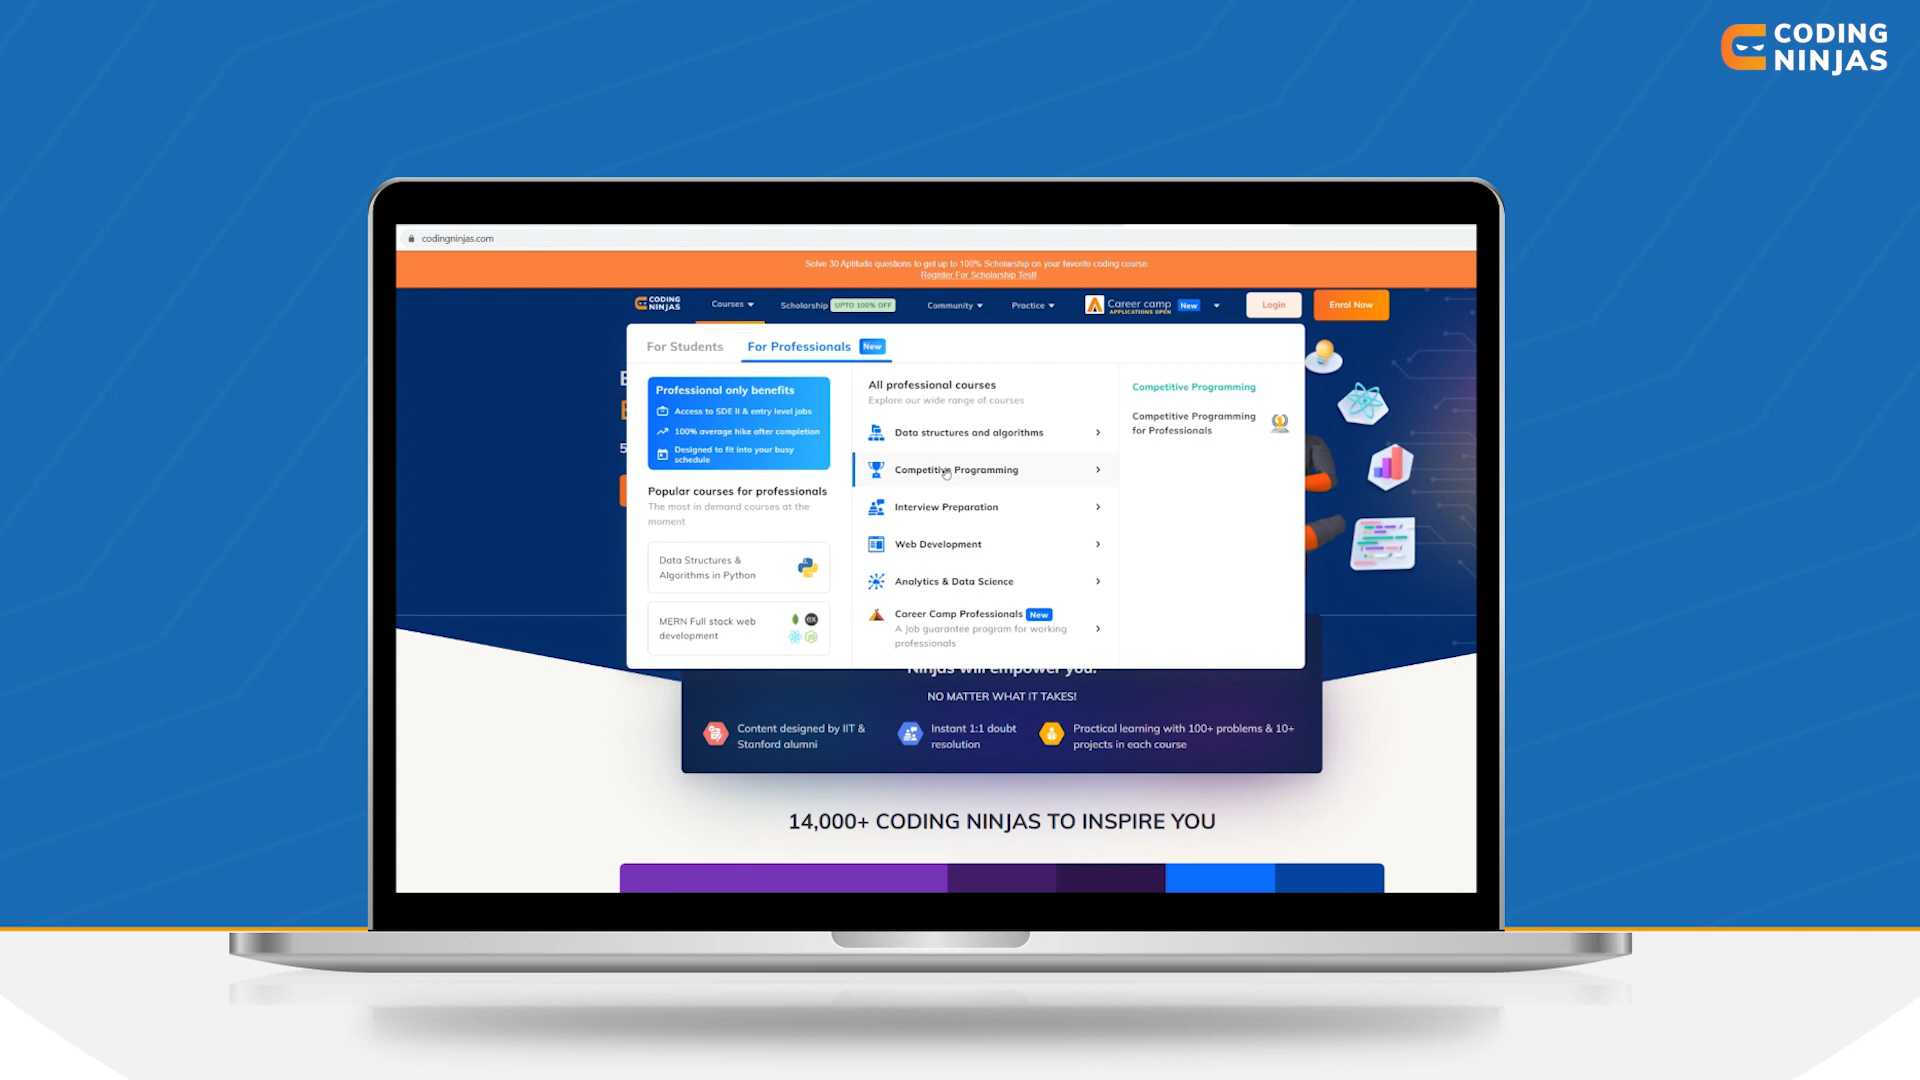 CODING
NINJAS
codingninjas.com
Solve 30 Aptitude questions to get up to 100% Scholarship on your favorite coding course
Register For Scholarship Test!
CODING
NINJAS
Courses
Scholarship UPTO 100% OFF
Community
Practice
Career camp New
APPLICATIONS OPEN
Login
Enrol Now
For Students
For Professionals New
Professional only benefits
Access to SDE II & entry level jobs
100% average hike after completion
Designed to fit into your busy
schedule
Popular courses for professionals
The most in demand courses at the
moment
Data Structures &
Algorithms in Python
MERN Full stock web
development
ex
All professional courses
Explore our wide range of courses
Data structures and algorithms
Competitive Programming
Interview Preparation
Web Development
Analytics & Data Science
Career Camp Professionals New
A job guarantee program for working
professionals
Competitive Programming
Competitive Programming
for Professionals
Ninjas will empower you.
NO MATTER WHAT IT TAKES!
Content designed by IIT &
Stanford alumni
Instant 1:1 doubt
resolution
Practical learning with 100+ problems & 10+
projects in each course
14,000+ CODING NINJAS TO INSPIRE YOU